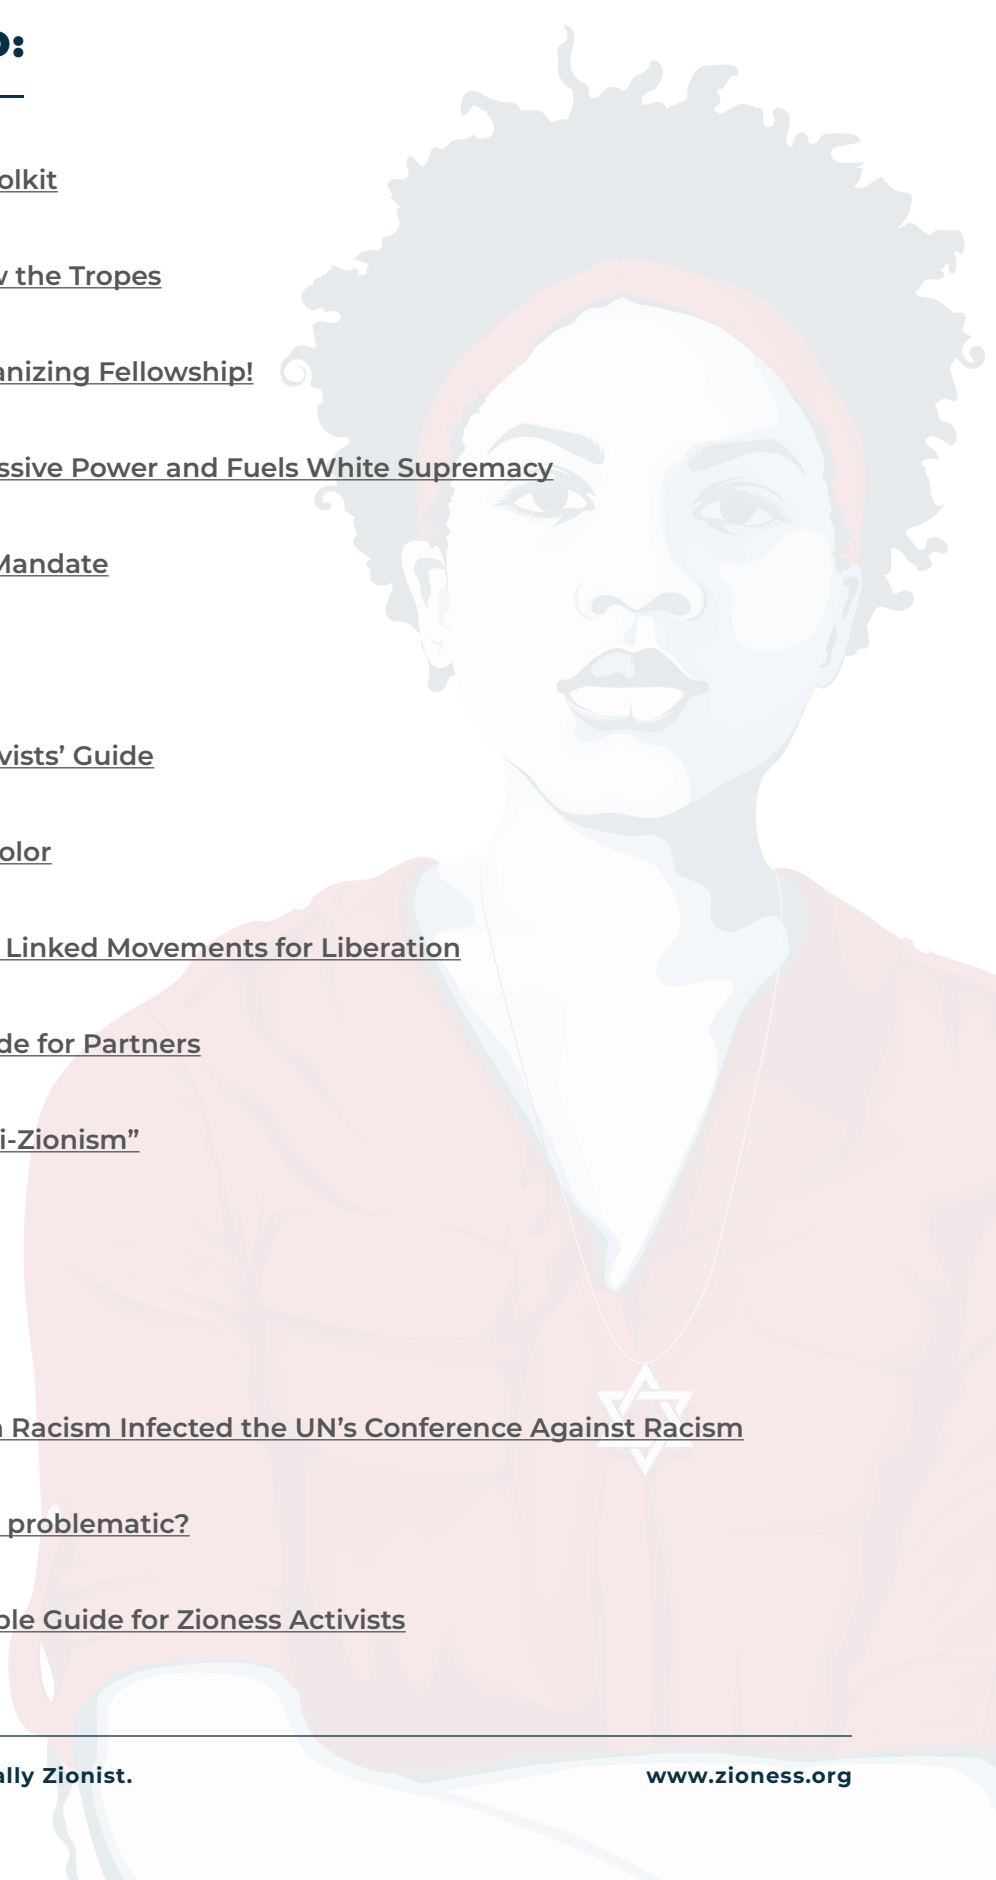 olkit
the Tropes
anizing Fellowship!
ssive Power and Fuels White Supremacy
Mandate
vists’ Guide
olor
Linked Movements for Liberation
de for Partners
i-Zionism”
Racism Infected the UN’s Conference Against Racism
problematic?
ple Guide for Zioness Activists
ally Zionist.
www.zioness.org